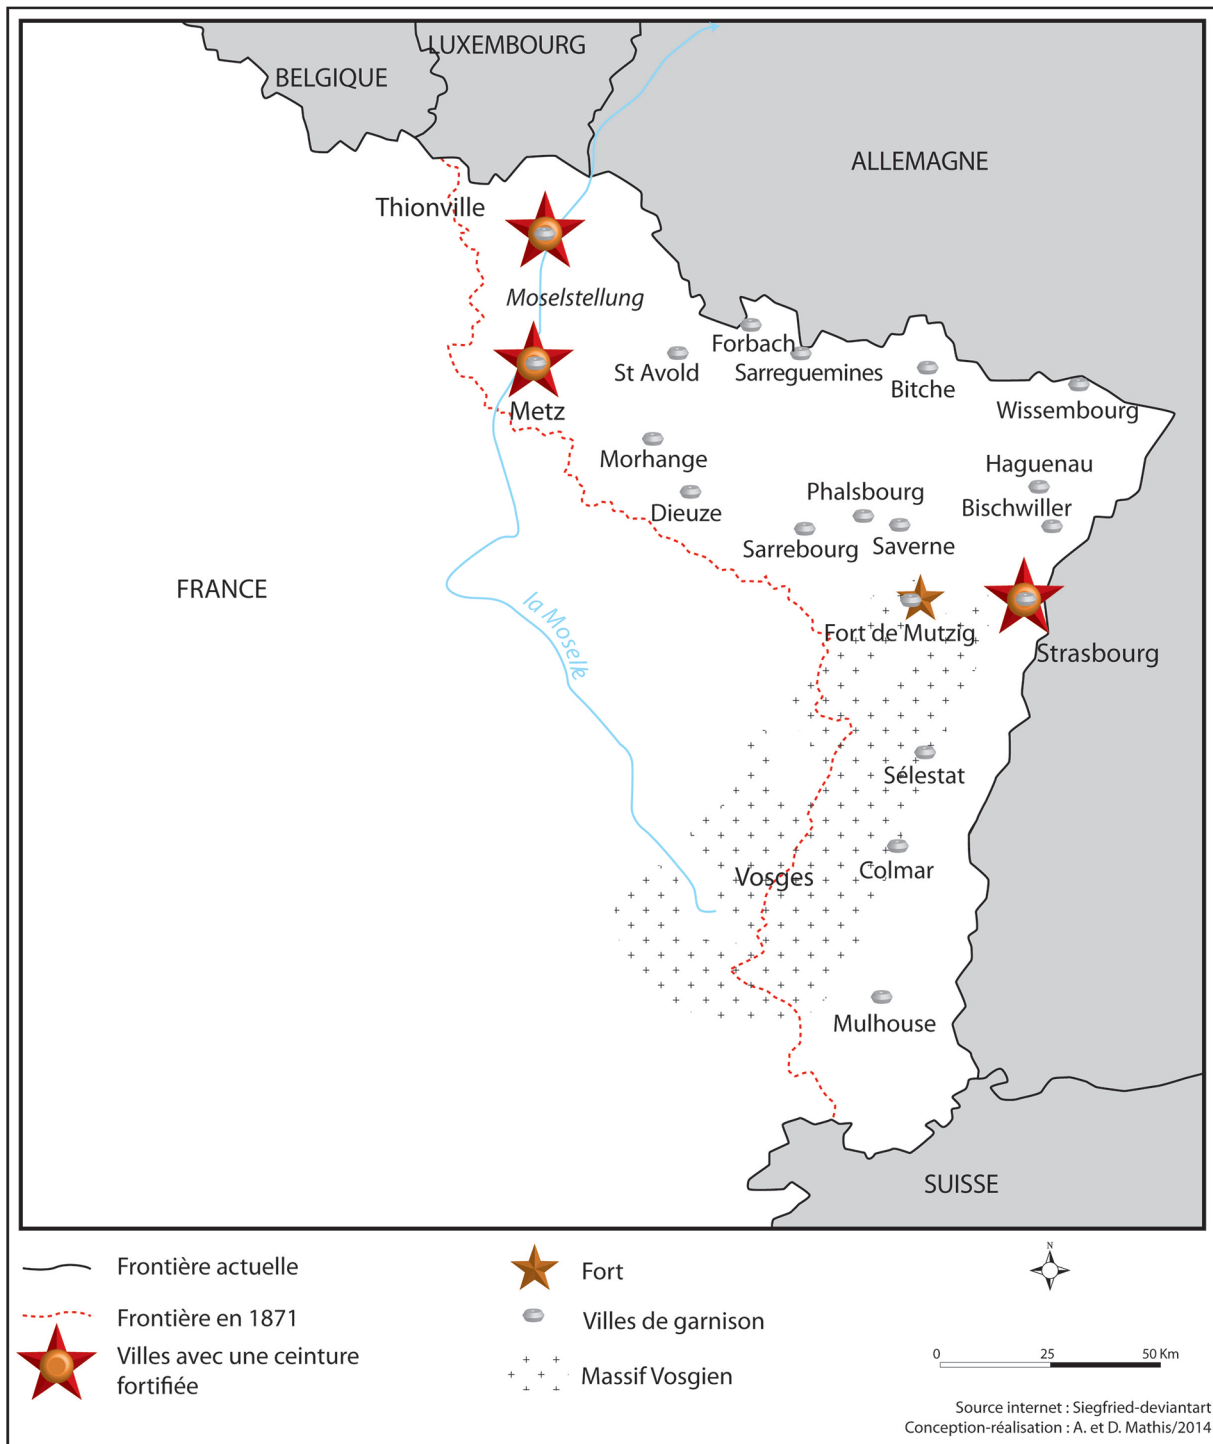 LUXEMBOURG
BELGIQUE
ALLEMAGNE
Thionville
Moselstellung
Forbach
St Avold
Sarreguemines
Bitche
Wissembourg
Metz
Morhange
Haguenau
Phalsbourg
Bischwiller
Dieuze
Sarrebourg
Saverne
FRANCE
la Moselk
Fort de Mutzig
Strasbourg
Sélestat
Vosges
Colmar
Mulhouse
SUISSE
Frontière actuelle
Frontière en 1871
Villes avec une ceinture
fortifiée
Fort
Villes de garnison
Massif Vosgien
N
0 25 50 Km
Source internet : Siegfried-deviantart
Conception-réalisation : A. et D. Mathis/2014